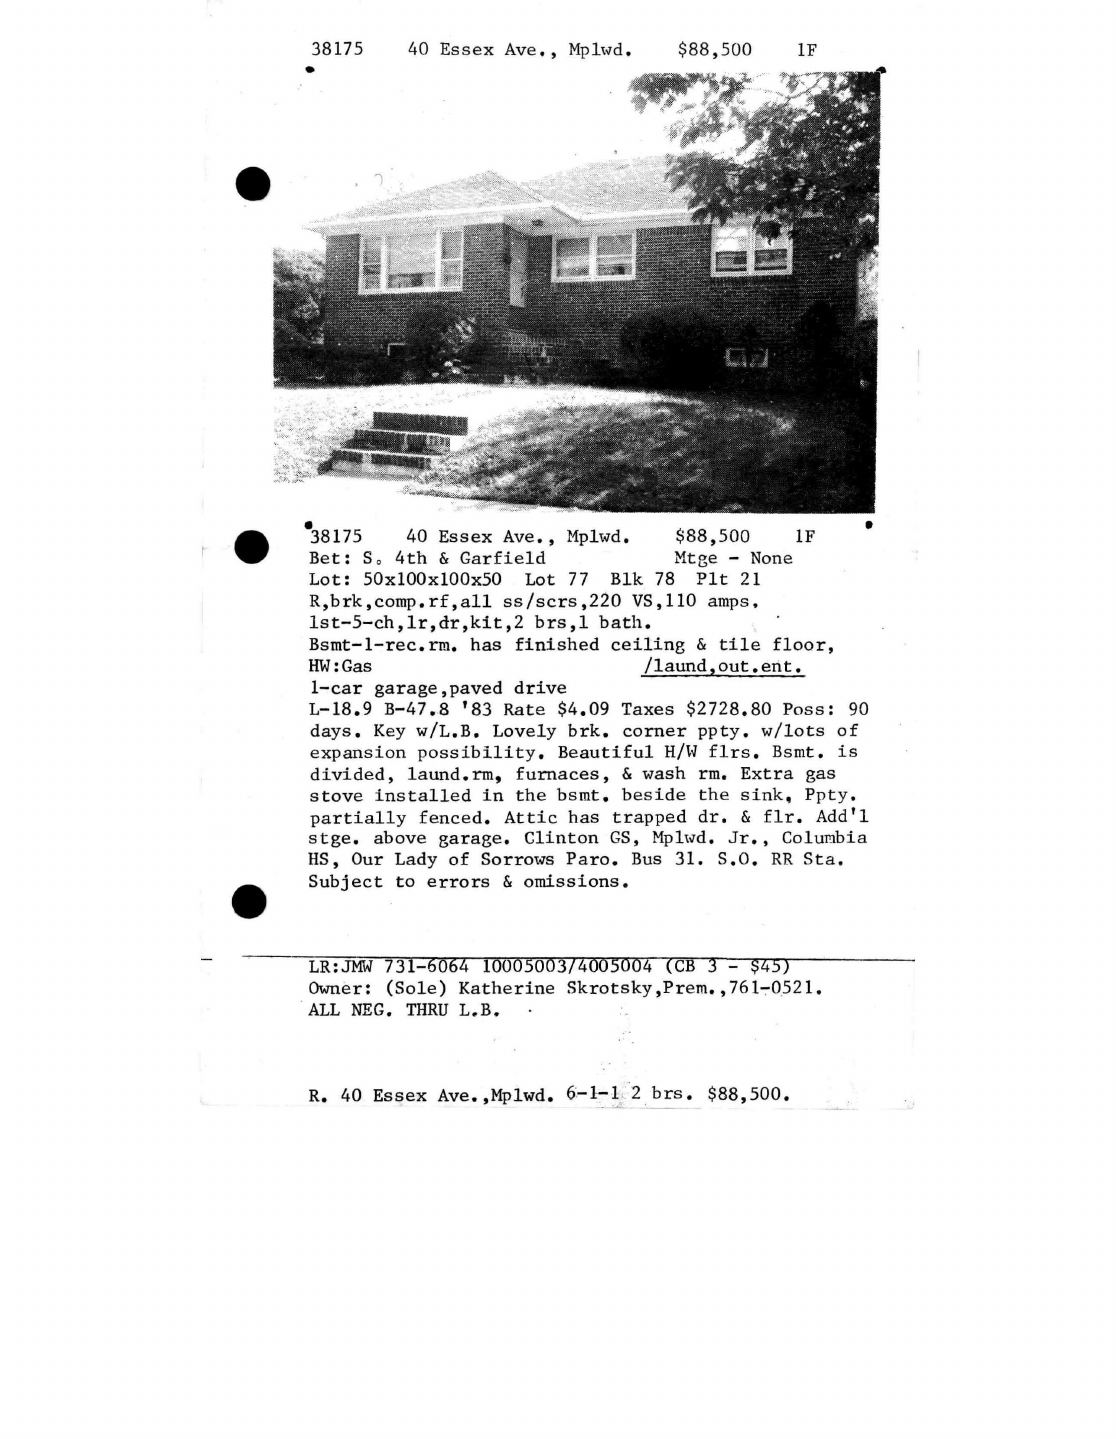 38175 40 Essex Ave., Mplwd. $88,500 1F
38175 40 Essex Ave., Mplwd. $88,500 1F
Bet: S. 4th & Garfield Mtge - None
Lot: 50x100x100x50 Lot 77 Blk 78 Plt 21
R,brk,comp.rf,all ss/scrs,220 VS,110 amps.
1st-5-ch,lr,dr,kit,2 brs,1 bath.
Bsmt-1-rec.rm. has finished ceiling & tile floor,
HW:Gas /laund,out.ent.
1-car garage,paved drive
L-18.9 B-47.8 '83 Rate $4.09 Taxes $2728.80 Poss: 90
days. Key w/L.B. Lovely brk. corner ppty. w/lots of
expansion possibility. Beautiful H/W flrs. Bsmt. is
divided, laund.rm, furnaces, & wash rm. Extra gas
stove installed in the bsmt. beside the sink, Ppty.
partially fenced. Attic has trapped dr. & flr. Add'l
stge. above garage. Clinton GS, Mplwd. Jr., Columbia
HS, Our Lady of Sorrows Paro. Bus 31. S.O. RR Sta.
Subject to errors & omissions.
LR:JMW 731-6064 10005003/4005004 (CB 3 - $45)
Owner: (Sole) Katherine Skrotsky,Prem.,761-0521.
ALL NEG. THRU L.B.
R. 40 Essex Ave.,Mplwd. 6-1-1 2 brs. $88,500.